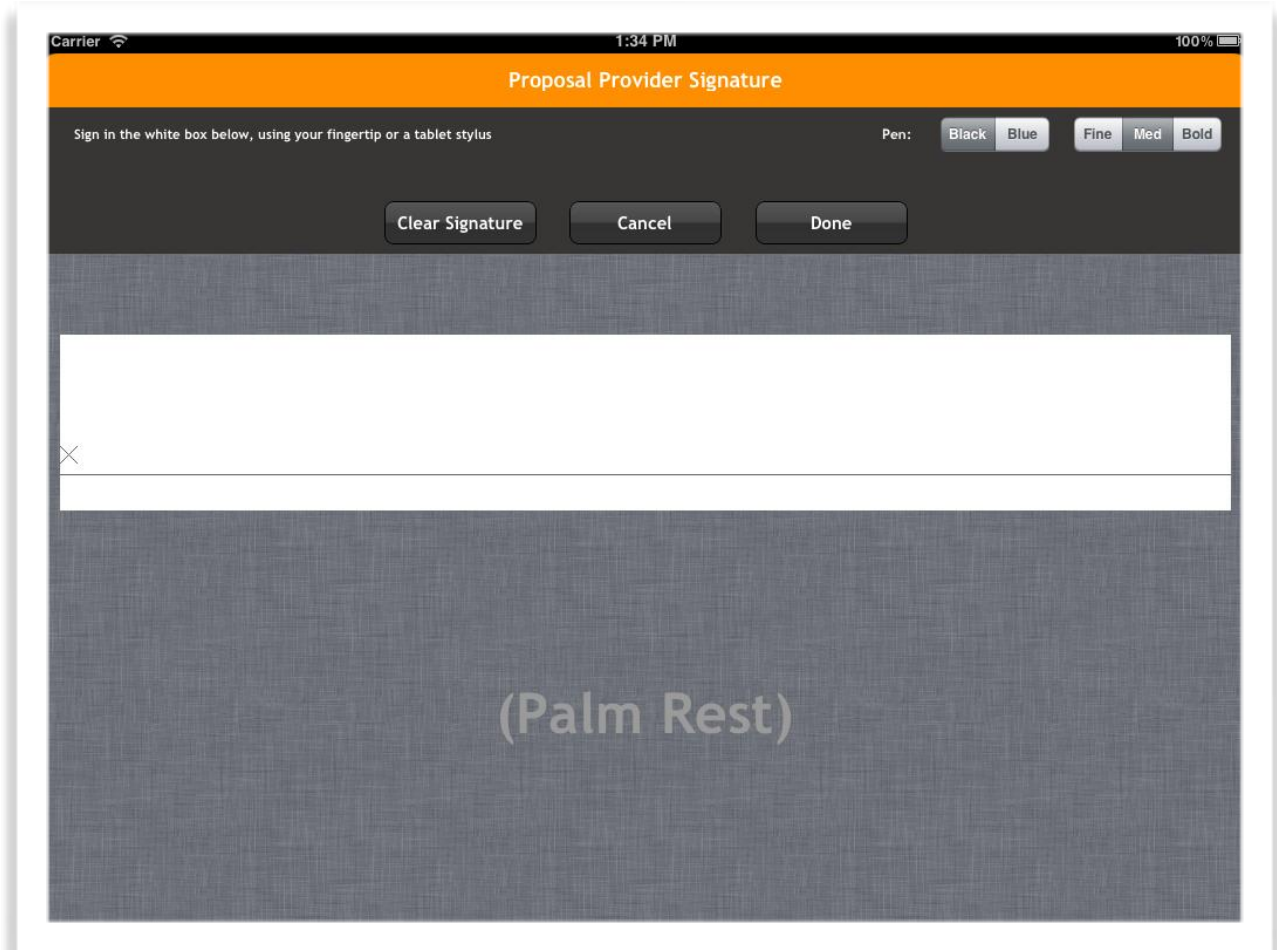 Carrier 1:34 PM 100%
Proposal Provider Signature
Sign in the white box below, using your fingertip or a tablet stylus Pen: Black Blue Fine Med Bold
Clear Signature Cancel Done
(Palm Rest)